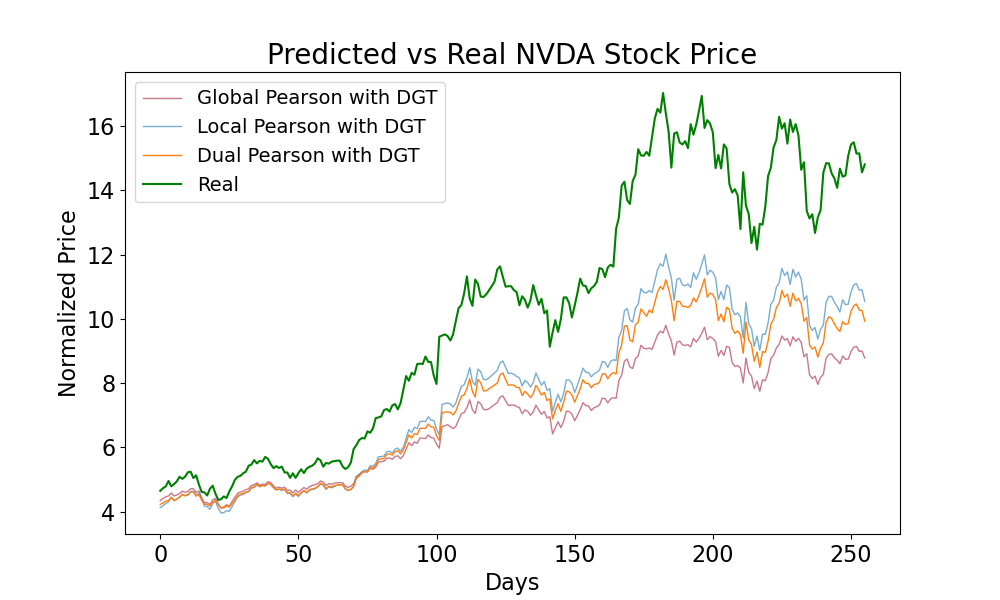 Predicted vs Real NVDA Stock Price
Global Pearson with DGT
Local Pearson with DGT
Dual Pearson with DGT
Real
Normalized Price
16
14
12
10
8
6
4
0 50 100 150 200 250
Days